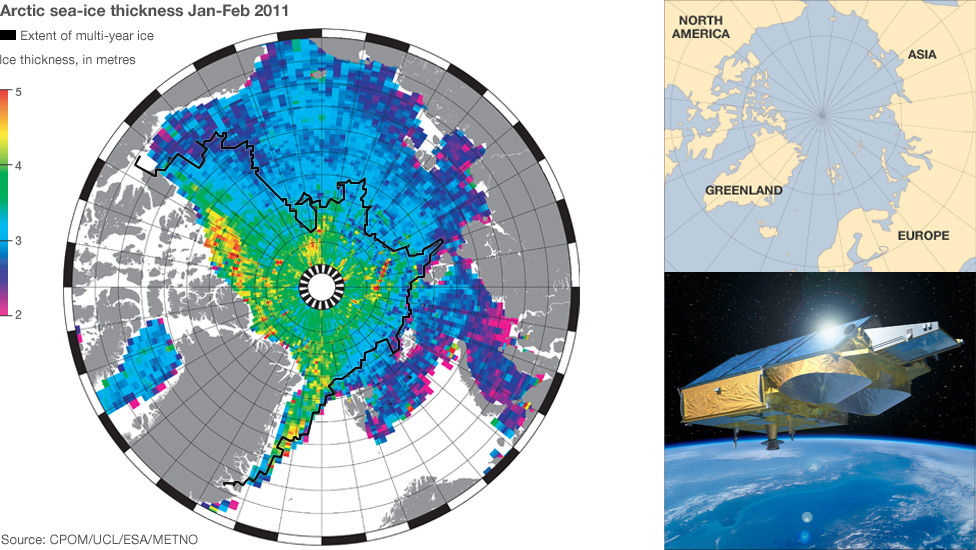 Arctic sea-ice thickness Jan-Feb 2011
Extent of multi-year ice
Ice thickness, in metres
5
4
3
2
Source: CPOM/UCL/ESA/METNO
NORTH
AMERICA
ASIA
GREENLAND
EUROPE